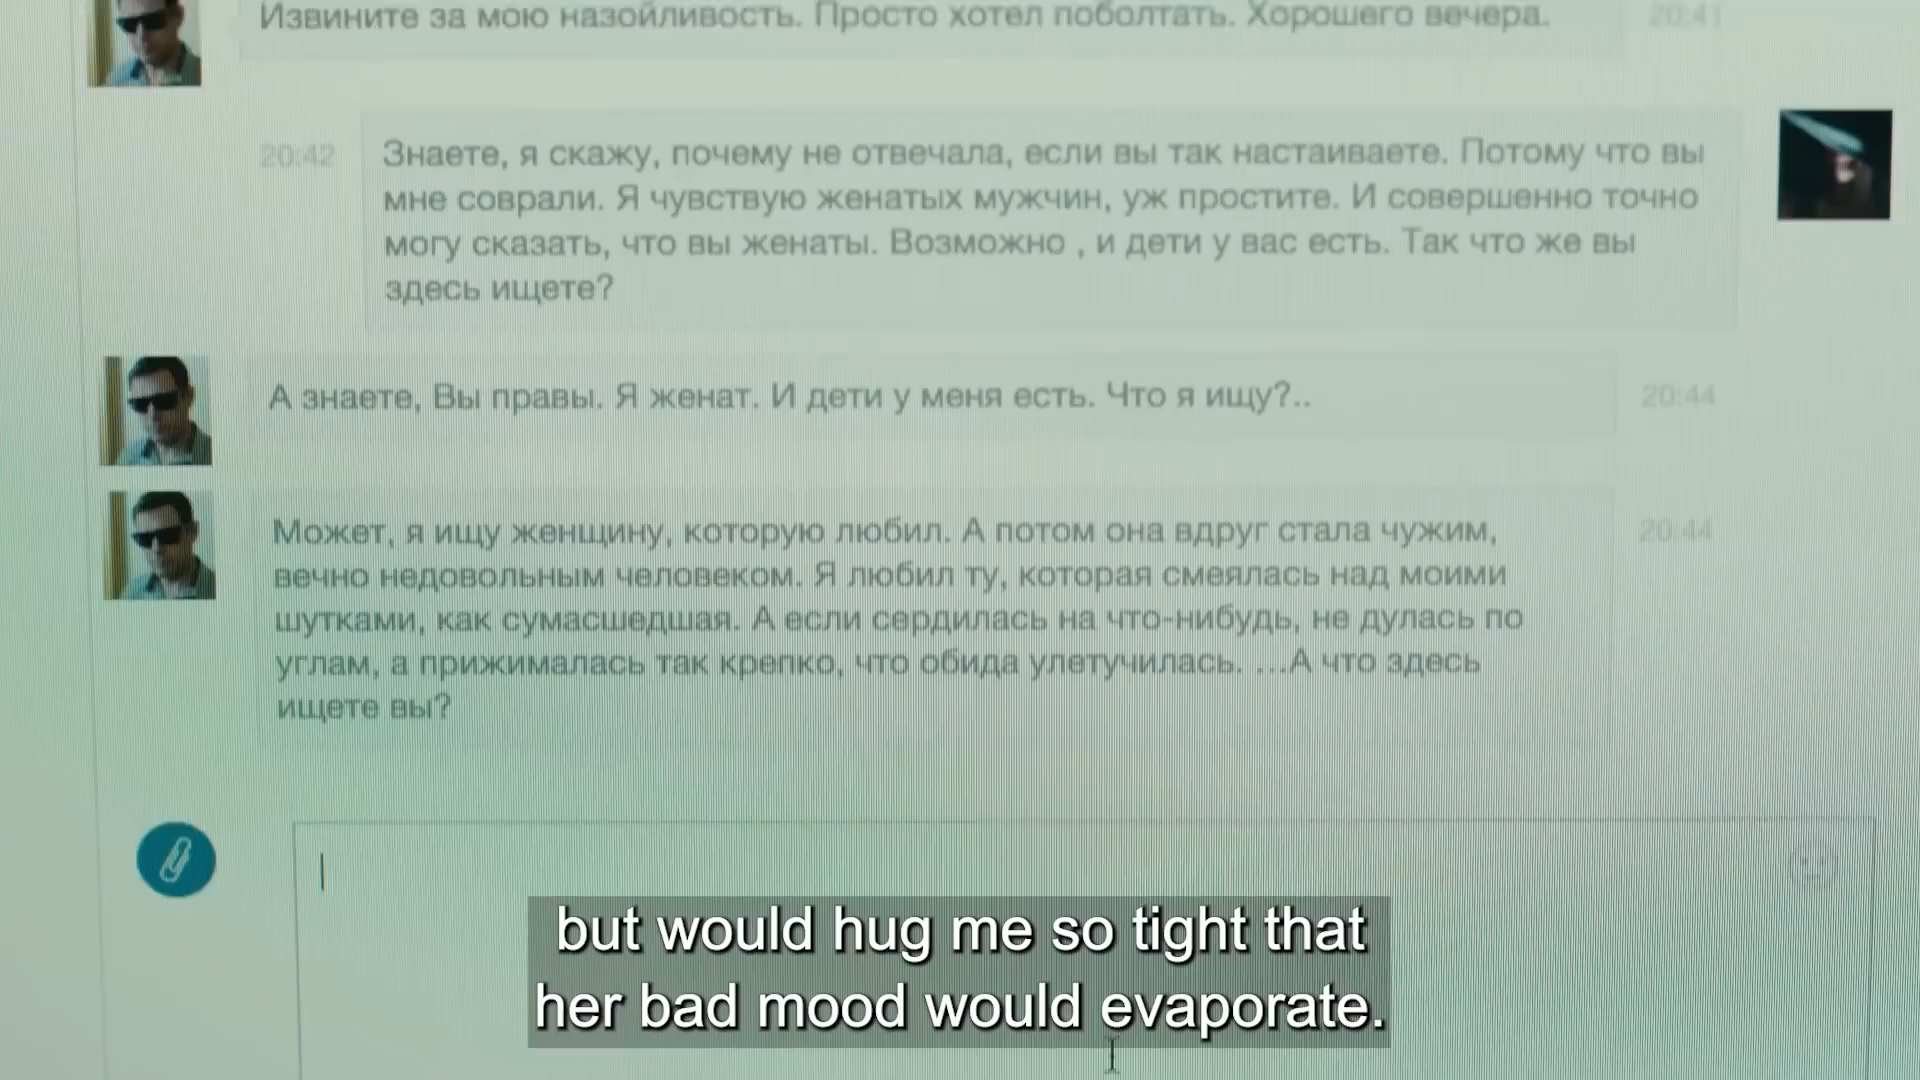 Извините за мою назойливость. Просто хотел поболтать. Хорошего вечера.
20:41
20:42
Знаете, я скажу, почему не отвечала, если вы так настаиваете. Потому что вы
мне соврали. Я чувствую женатых мужчин, уж простите. И совершенно точно
могу сказать, что вы женаты. Возможно , и дети у вас есть. Так что же вы
здесь ищете?
А знаете, Вы правы. Я женат. И дети у меня есть. Что я ищу?..
20:44
Может, я ищу женщину, которую любил. А потом она вдруг стала чужим,
20:44
вечно недовольным человеком. Я любил ту, которая смеялась над моими
шутками, как сумасшедшая. А если сердилась на что-нибудь, не дулась по
углам, а прижималась так крепко, что обида улетучилась. ...А что здесь
ищете вы?
but would hug me so tight that
her bad mood would evaporate.